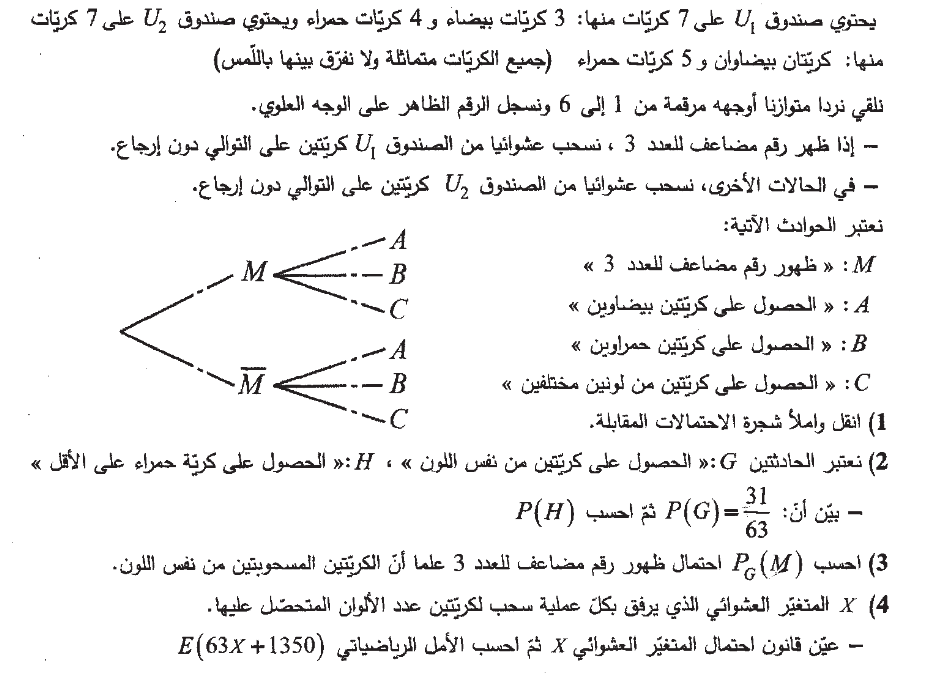 يحتوي صندوق U₁ على 7 كريّات منها: 3 كريّات بيضاء و 4 كريّات حمراء ويحتوي صندوق U₂ على 7 كريّات
منها: كريّتان بيضاوان و 5 كريّات حمراء (جميع الكريّات متماثلة ولا نفرّق بينها باللّمس)
نلقي نردا متوازنا أوجهه مرقمة من 1 إلى 6 ونسجل الرقم الظاهر على الوجه العلوي.
– إذا ظهر رقم مضاعف للعدد 3 ، نسحب عشوائيا من الصندوق U₁ كريّتين على التوالي دون إرجاع.
– في الحالات الأخرى، نسحب عشوائيا من الصندوق U₂ كريّتين على التوالي دون إرجاع.
نعتبر الحوادث الآتية:
M : « ظهور رقم مضاعف للعدد 3 »
A : « الحصول على كريّتين بيضاوين »
B : « الحصول على كريّتين حمراوين »
C : « الحصول على كريّتين من لونين مختلفين »
A
M B
C
A
M̅ B
C
1) انقل واملأ شجرة الاحتمالات المقابلة.
2) نعتبر الحادثتين G :« الحصول على كريّتين من نفس اللون » ، H :« الحصول على كريّة حمراء على الأقل »
– بيّن أنّ: P(G)=31/63 ثمّ احسب P(H)
3) احسب P_G(M) احتمال ظهور رقم مضاعف للعدد 3 علما أنّ الكريّتين المسحوبتين من نفس اللون.
4) X المتغيّر العشوائي الذي يرفق بكلّ عملية سحب لكريّتين عدد الألوان المتحصّل عليها.
– عيّن قانون احتمال المتغيّر العشوائي X ثمّ احسب الأمل الرياضياتي E(63X+1350)